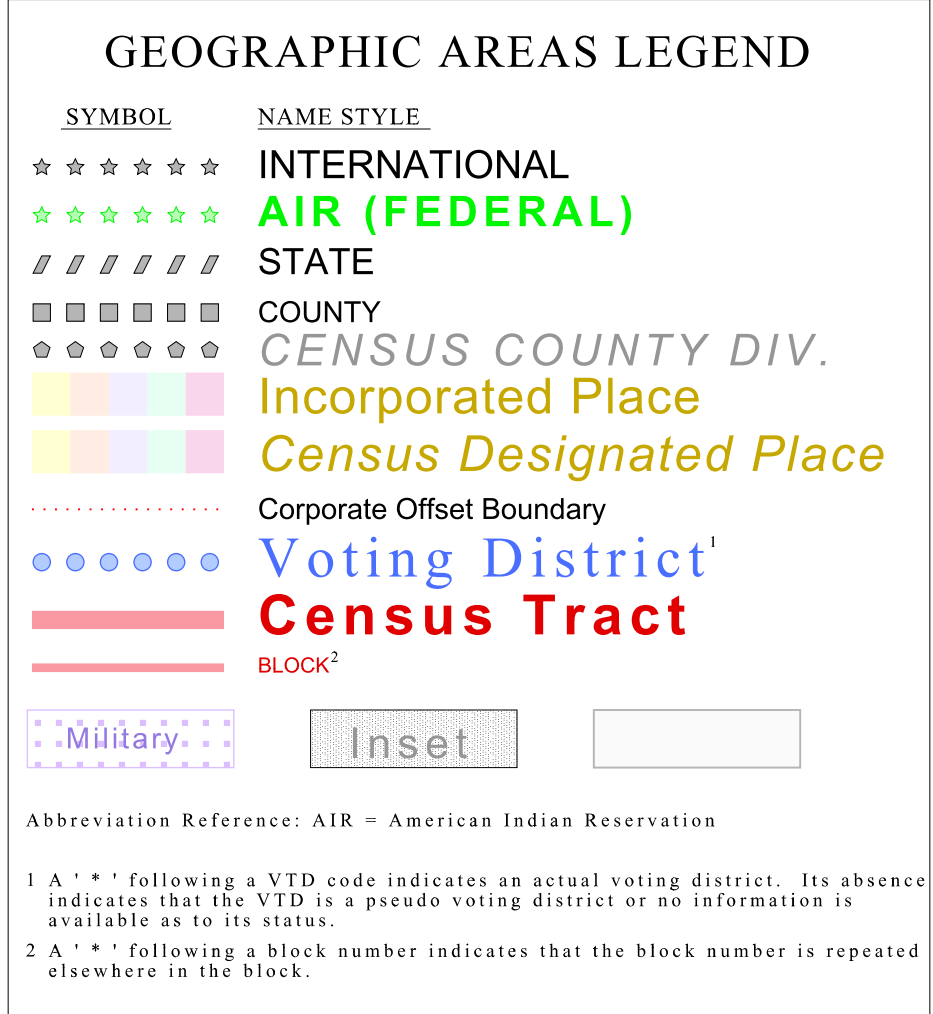 GEOGRAPHIC AREAS LEGEND
SYMBOL NAME STYLE
INTERNATIONAL
AIR (FEDERAL)
STATE
COUNTY
CENSUS COUNTY DIV.
Incorporated Place
Census Designated Place
Corporate Offset Boundary
Voting District¹
Census Tract
BLOCK²
Military Inset
Abbreviation Reference: AIR = American Indian Reservation
1 A ' * ' following a VTD code indicates an actual voting district. Its absence
indicates that the VTD is a pseudo voting district or no information is
available as to its status.
2 A ' * ' following a block number indicates that the block number is repeated
elsewhere in the block.